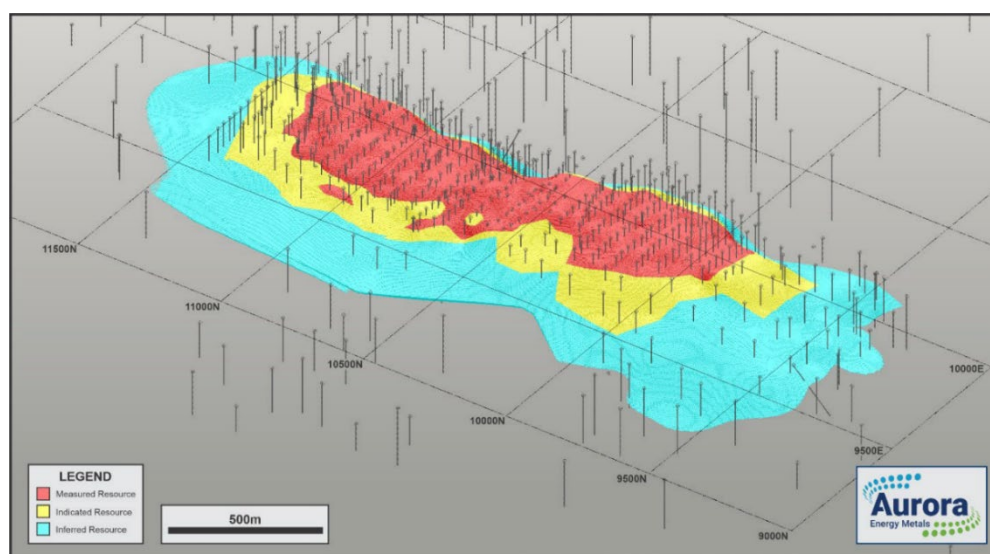 11500N
11000N
10500N
10000N
9500N
9000N
10000E
9500E
LEGEND
Measured Resource
Indicated Resource
Inferred Resource
500m
Aurora
Energy Metals